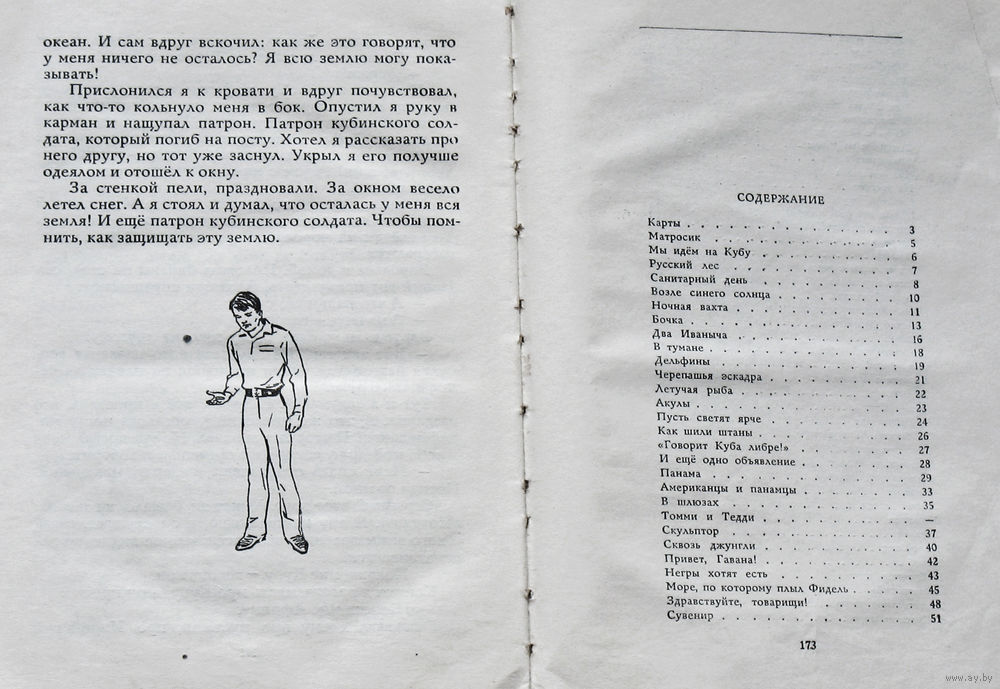 океан. И сам вдруг вскочил: как же это говорят, что
у меня ничего не осталось? Я всю землю могу пока-
зывать!
Прислонился я к кровати и вдруг почувствовал,
как что-то кольнуло меня в бок. Опустил я руку в
карман и нащупал патрон. Патрон кубинского сол-
дата, который погиб на посту. Хотел я рассказать про
него другу, но тот уже заснул. Укрыл я его получше
одеялом и отошёл к окну.
За стенкой пели, праздновали. За окном весело
летел снег. А я стоял и думал, что осталась у меня вся
земля! И ещё патрон кубинского солдата. Чтобы пом-
нить, как защищать эту землю.
СОДЕРЖАНИЕ
Карты . . . . . . . . . . . . 3
Матросик . . . . . . . . . . . . 5
Мы идём на Кубу . . . . . . . . . . 6
Русский лес . . . . . . . . . . . 7
Санитарный день . . . . . . . . . . 8
Возле синего солнца . . . . . . . . . 10
Ночная вахта . . . . . . . . . . . 11
Бочка . . . . . . . . . . . . . 13
Два Иваныча . . . . . . . . . . . 16
В тумане . . . . . . . . . . . . 18
Дельфины . . . . . . . . . . . . 19
Черепашья эскадра . . . . . . . . . 21
Летучая рыба . . . . . . . . . . . 22
Акулы . . . . . . . . . . . . . 23
Пусть светят ярче . . . . . . . . . 24
Как шили штаны . . . . . . . . . . 26
«Говорит Куба либре!» . . . . . . . . 27
И ещё одно объявление . . . . . . . . 28
Панама . . . . . . . . . . . . . 29
Американцы и панамцы . . . . . . . . 33
В шлюзах . . . . . . . . . . . . 35
Томми и Тедди . . . . . . . . . . —
Скульптор . . . . . . . . . . . . 37
Сквозь джунгли . . . . . . . . . . 40
Привет, Гавана! . . . . . . . . . . 42
Негры хотят есть . . . . . . . . . 43
Море, по которому плыл Фидель . . . . . 45
Здравствуйте, товарищи! . . . . . . . 48
Сувенир . . . . . . . . . . . . 51
173
www.ay.by